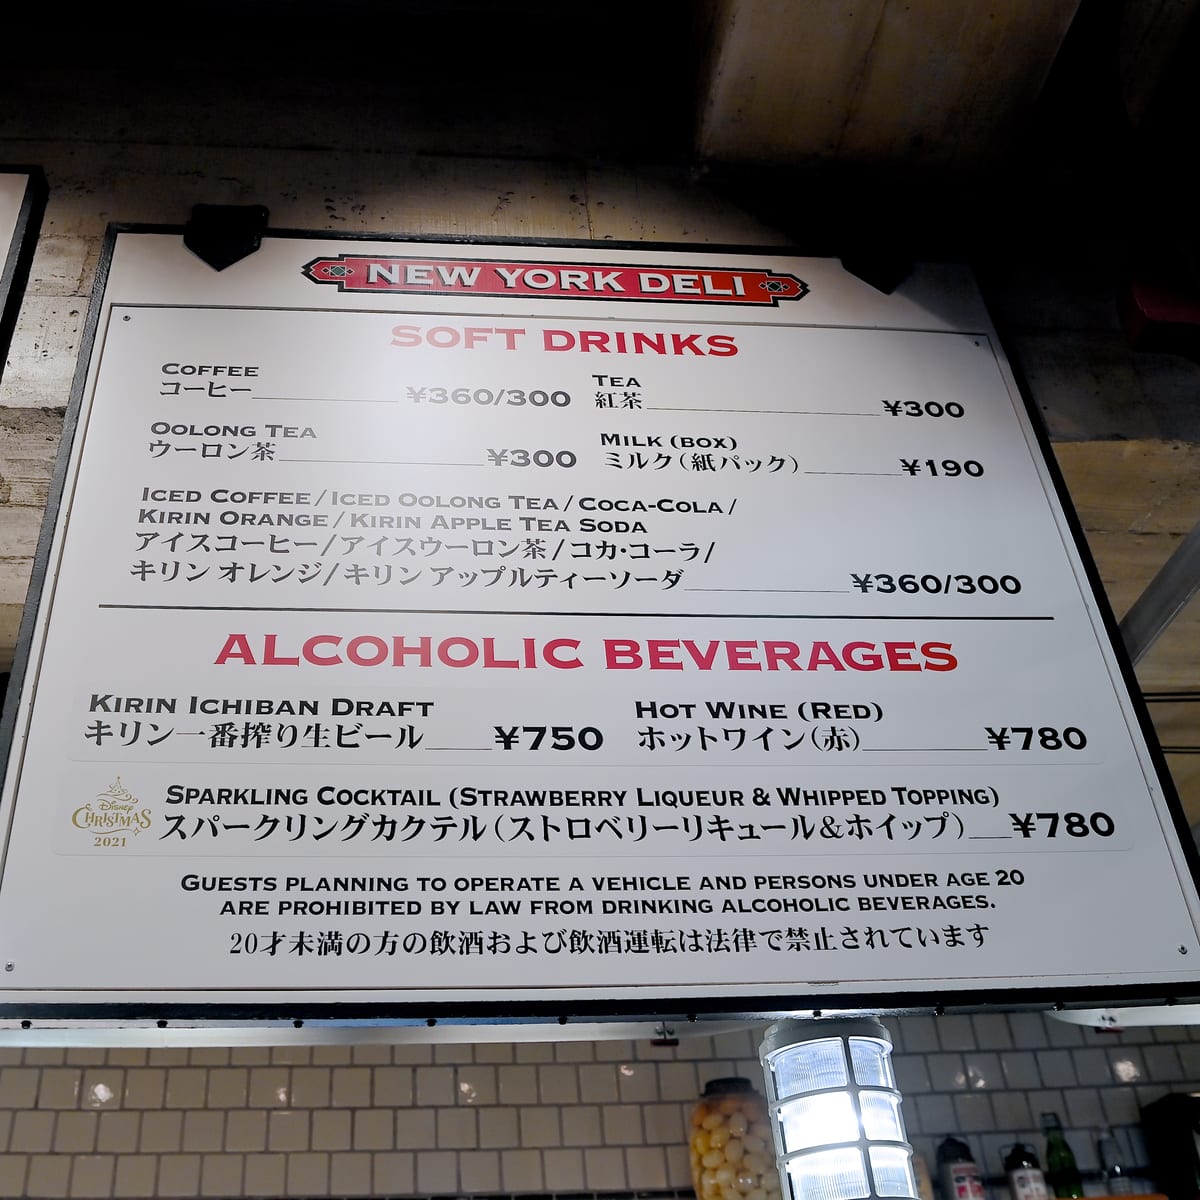 NEW YORK DELI
SOFT DRINKS
COFFEE
コーヒー ¥360/300
TEA
紅茶 ¥300
OOLONG TEA
ウーロン茶 ¥300
MILK (BOX)
ミルク(紙パック) ¥190
ICED COFFEE/ICED OOLONG TEA/COCA-COLA/
KIRIN ORANGE/KIRIN APPLE TEA SODA
アイスコーヒー/アイスウーロン茶/コカ・コーラ/
キリン オレンジ/キリン アップルティーソーダ ¥360/300
ALCOHOLIC BEVERAGES
KIRIN ICHIBAN DRAFT
キリン一番搾り生ビール ¥750
HOT WINE (RED)
ホットワイン(赤) ¥780
Disney
CHRISTMAS
2021
SPARKLING COCKTAIL (STRAWBERRY LIQUEUR & WHIPPED TOPPING)
スパークリングカクテル(ストロベリーリキュール&ホイップ) ¥780
GUESTS PLANNING TO OPERATE A VEHICLE AND PERSONS UNDER AGE 20
ARE PROHIBITED BY LAW FROM DRINKING ALCOHOLIC BEVERAGES.
20才未満の方の飲酒および飲酒運転は法律で禁止されています